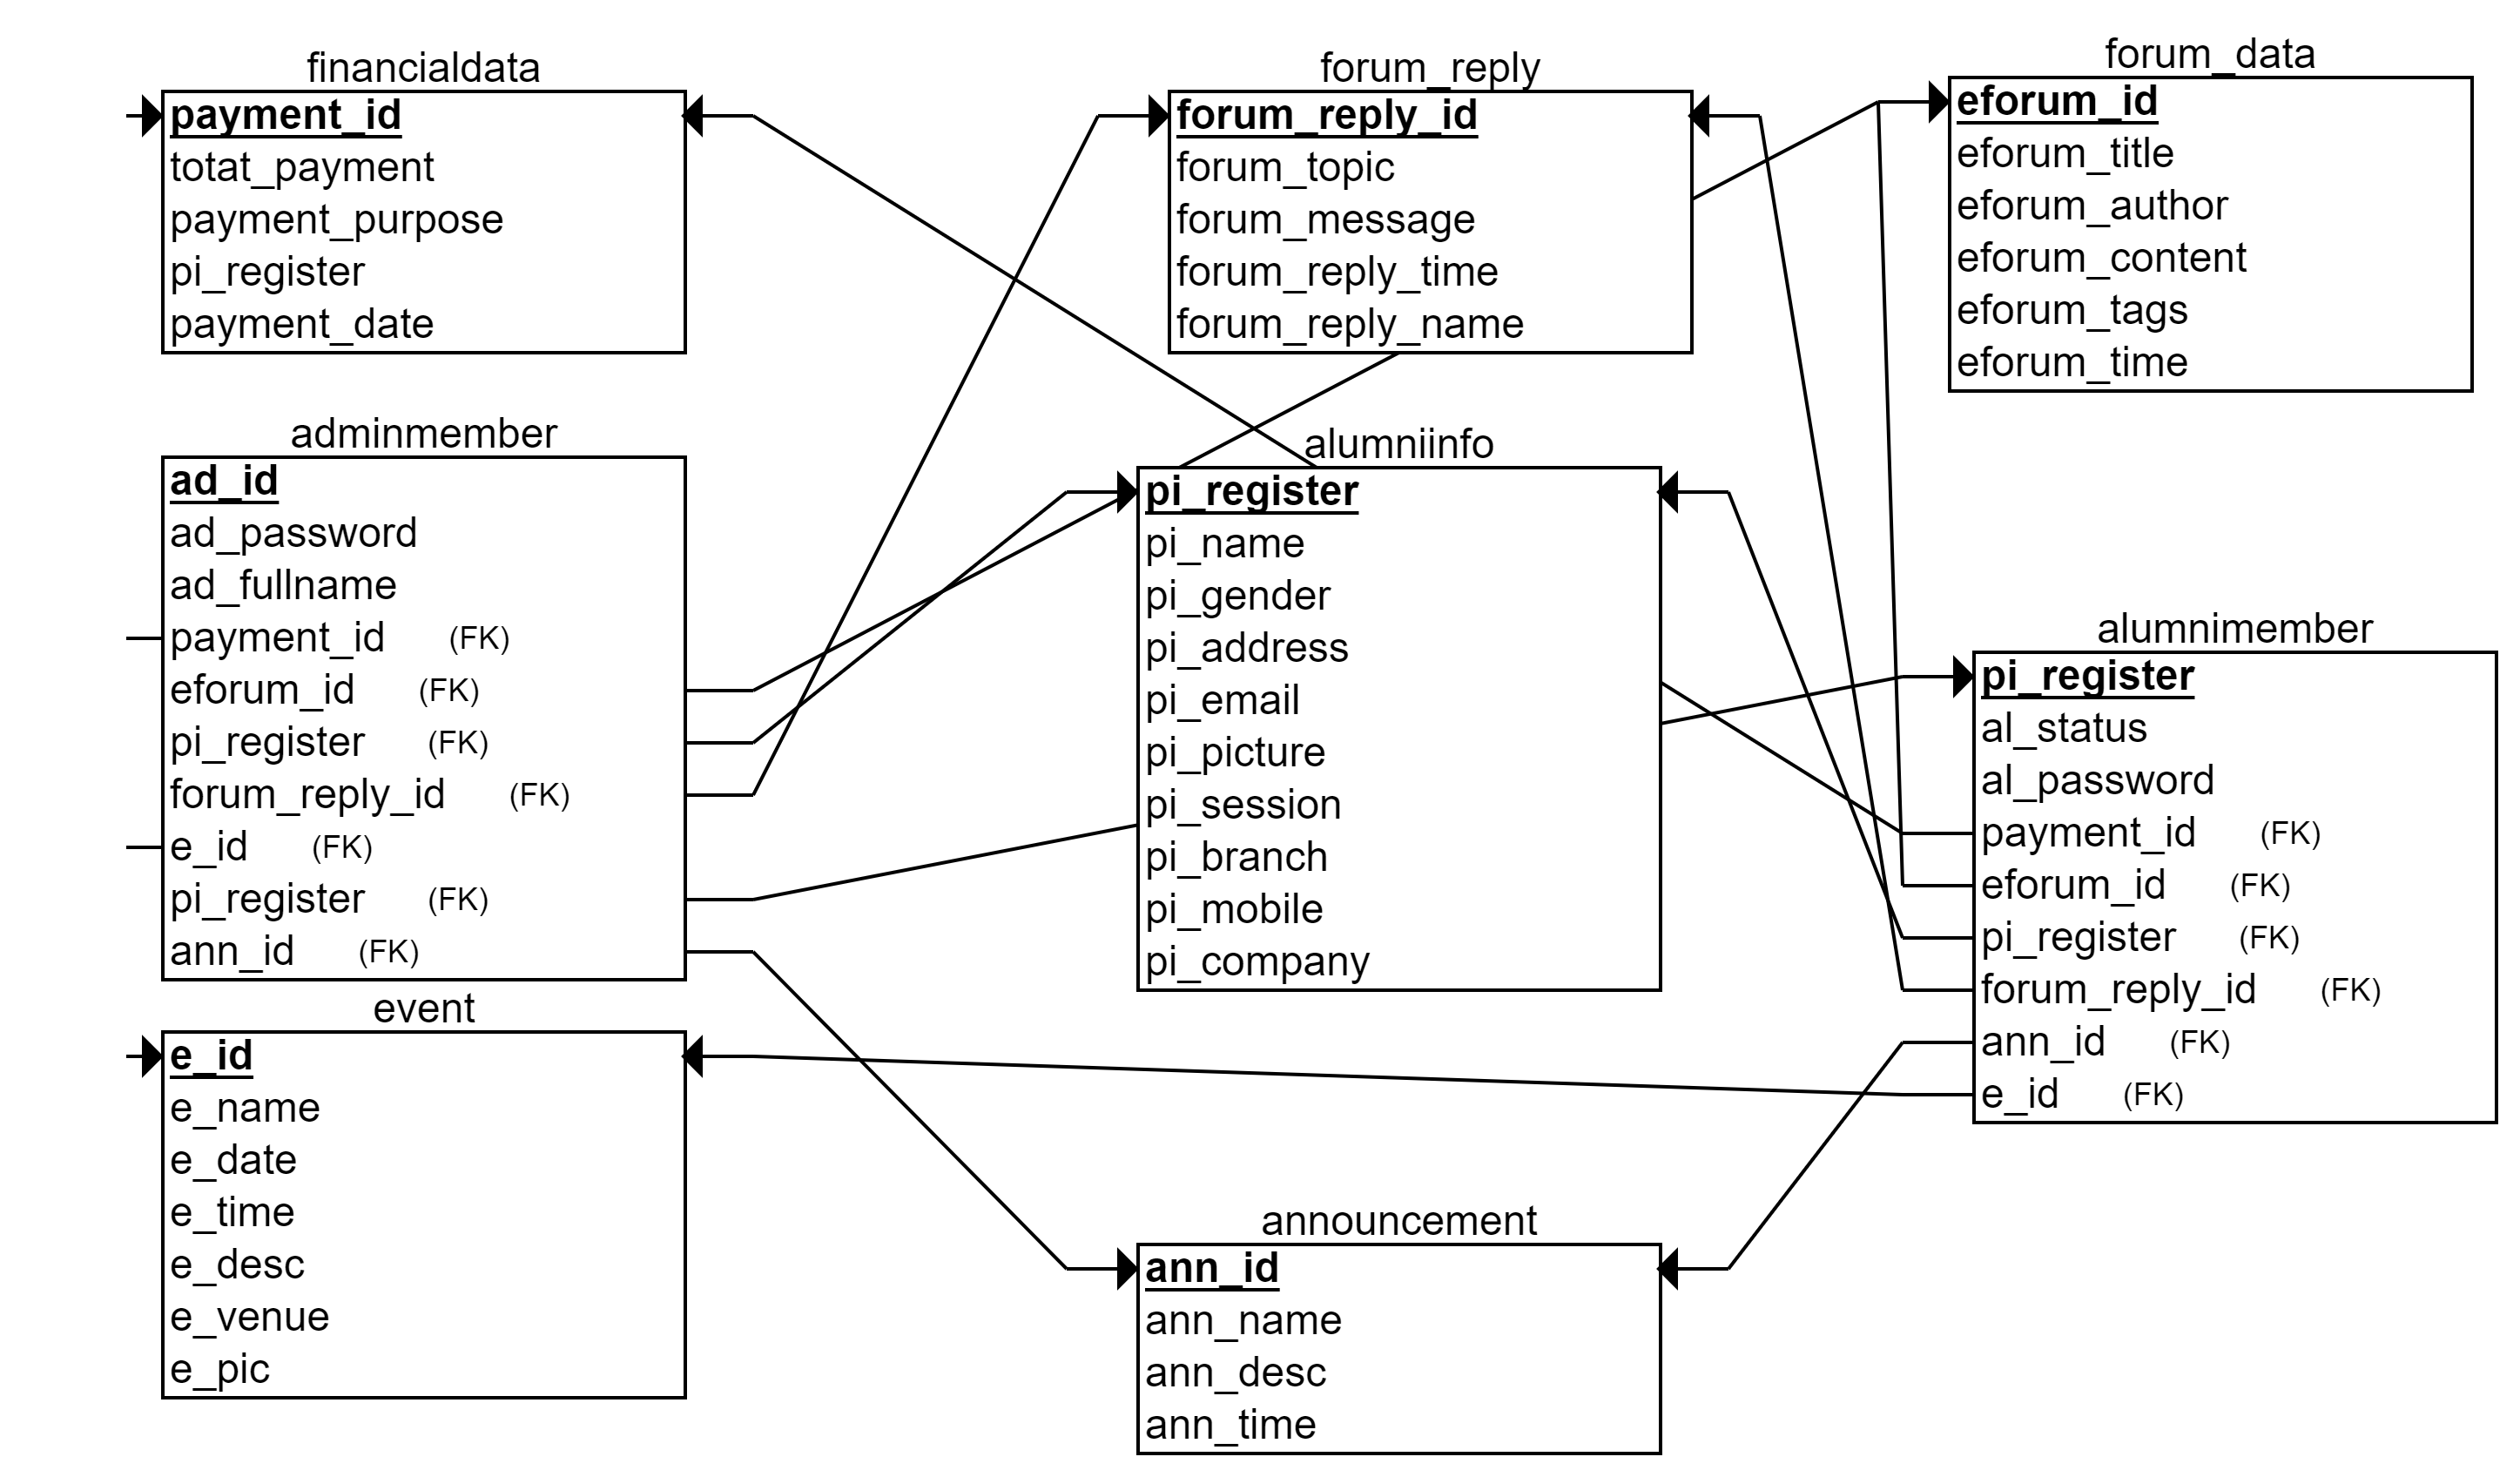 financialdata
payment_id
totat_payment
payment_purpose
pi_register
payment_date
forum_reply
forum_reply_id
forum_topic
forum_message
forum_reply_time
forum_reply_name
forum_data
eforum_id
eforum_title
eforum_author
eforum_content
eforum_tags
eforum_time
adminmember
ad_id
ad_password
ad_fullname
payment_id (FK)
eforum_id (FK)
pi_register (FK)
forum_reply_id (FK)
e_id (FK)
pi_register (FK)
ann_id (FK)
alumniinfo
pi_register
pi_name
pi_gender
pi_address
pi_email
pi_picture
pi_session
pi_branch
pi_mobile
pi_company
alumnimember
pi_register
al_status
al_password
payment_id (FK)
eforum_id (FK)
pi_register (FK)
forum_reply_id (FK)
ann_id (FK)
e_id (FK)
event
e_id
e_name
e_date
e_time
e_desc
e_venue
e_pic
announcement
ann_id
ann_name
ann_desc
ann_time